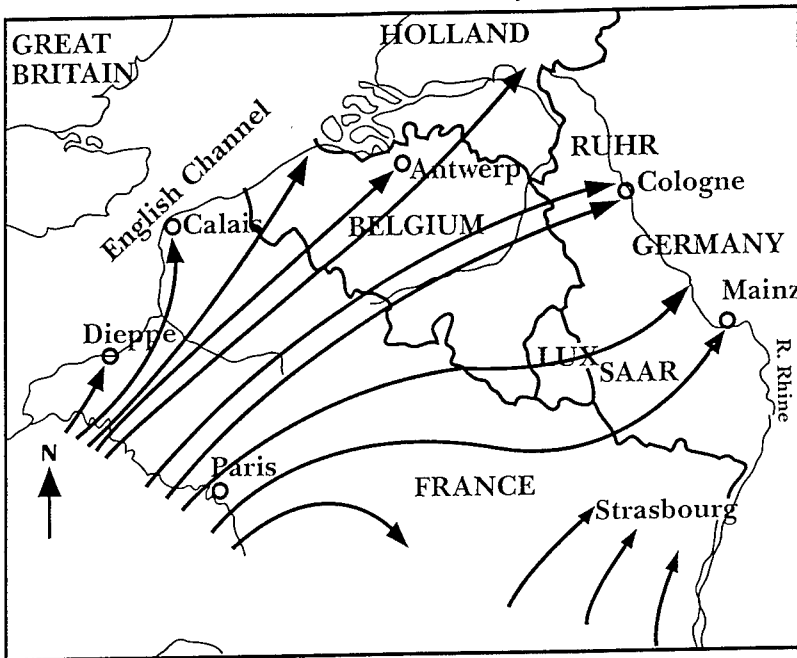 GREAT
BRITAIN
HOLLAND
English Channel
RUHR
Antwerp
Cologne
Calais
BELGIUM
GERMANY
Mainz
Dieppe
LUX
SAAR
R. Rhine
N
Paris
FRANCE
Strasbourg